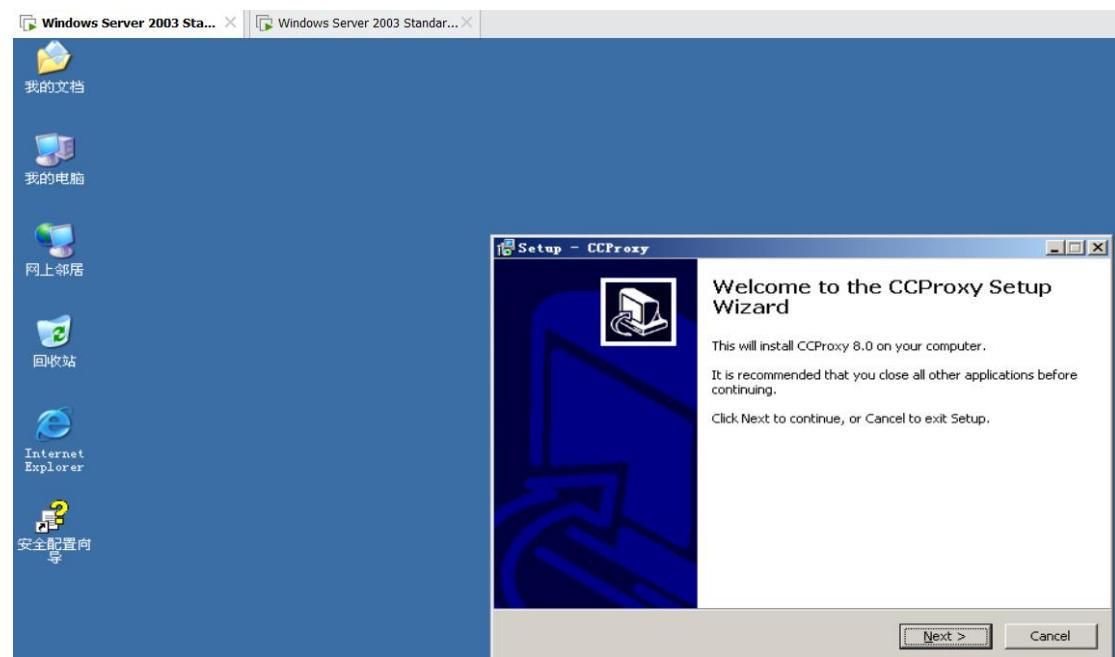 Windows Server 2003 Sta...
Windows Server 2003 Standar...
我的文档
我的电脑
网上邻居
回收站
Internet
Explorer
安全配置向
导
Setup - CCProxy
Welcome to the CCProxy Setup
Wizard
This will install CCProxy 8.0 on your computer.
It is recommended that you close all other applications before
continuing.
Click Next to continue, or Cancel to exit Setup.
Next >
Cancel